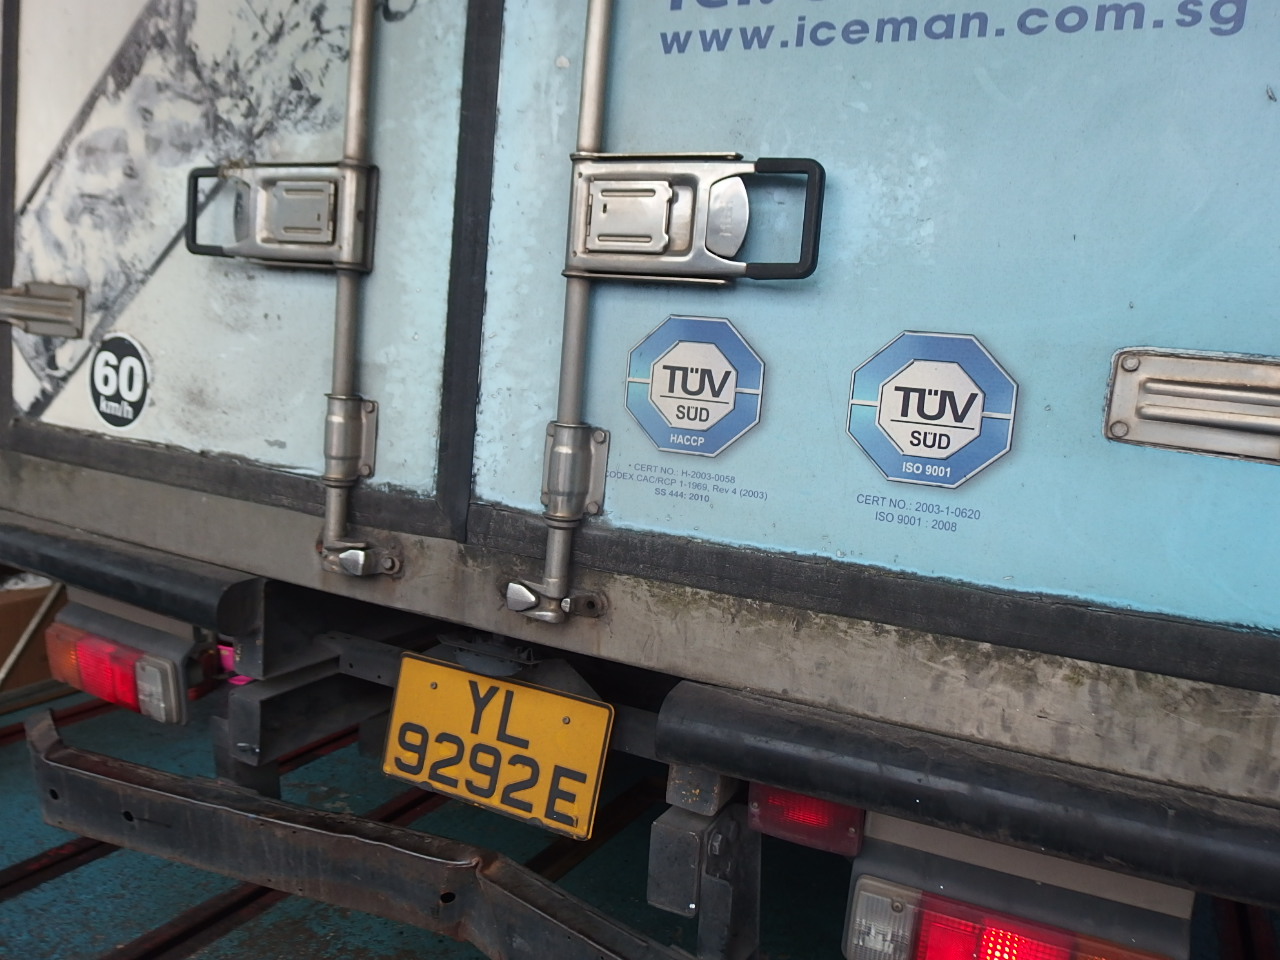 www.iceman.com.sg
60
km/h
TÜV
SÜD
HACCP
* CERT NO.: H-2003-0058
CODEX CAC/RCP 1-1969, Rev 4 (2003)
SS 444: 2010
TÜV
SÜD
ISO 9001
CERT NO.: 2003-1-0620
ISO 9001 : 2008
YL
9292E